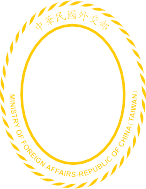 中華民國外交部
MINISTRY OF FOREIGN AFFAIRS REPUBLIC OF CHINA (TAIWAN)